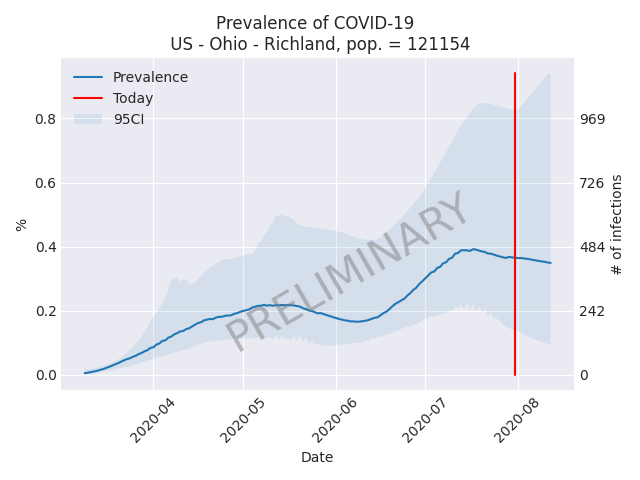 Prevalence of COVID-19
US - Ohio - Richland, pop. = 121154
Prevalence
Today
95CI
0.8
0.6
0.4
0.2
0.0
%
969
726
484
242
0
# of infections
PRELIMINARY
2020-04
2020-05
2020-06
2020-07
2020-08
Date